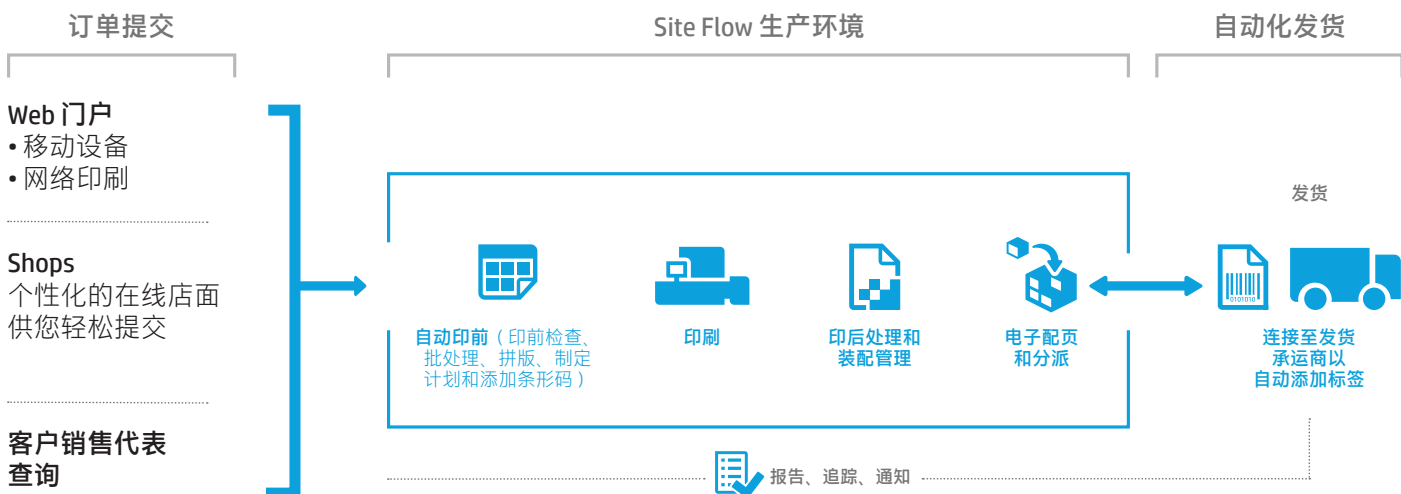 订单提交
Site Flow 生产环境
自动化发货
Web 门户
• 移动设备
• 网络印刷
Shops
个性化的在线店面
供您轻松提交
客户销售代表
查询
自动印前（印前检查、
批处理、拼版、制定
计划和添加条形码）
印刷
印后处理和
装配管理
电子配页
和分派
发货
0101010
连接至发货
承运商以
自动添加标签
报告、追踪、通知